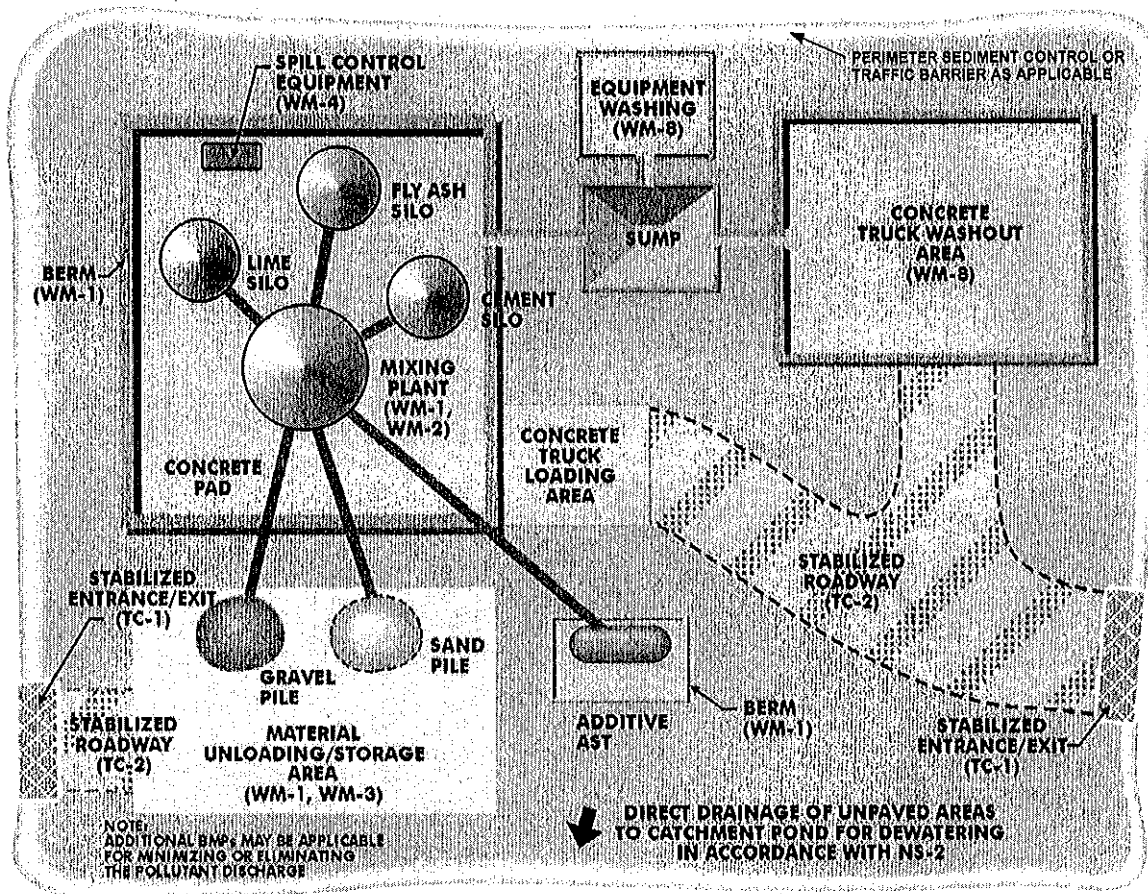 PERIMETER SEDIMENT CONTROL OR
TRAFFIC BARRIER AS APPLICABLE
SPILL CONTROL
EQUIPMENT
(WM-4)
EQUIPMENT
WASHING
(WM-8)
FLY ASH
SILO
SUMP
CONCRETE
TRUCK WASHOUT
AREA
(WM-8)
BERM
(WM-1)
LIME
SILO
CEMENT
SILO
MIXING
PLANT
(WM-1,
WM-2)
CONCRETE
PAD
CONCRETE
TRUCK
LOADING
AREA
STABILIZED
ROADWAY
(TC-2)
STABILIZED
ENTRANCE/EXIT
(TC-1)
GRAVEL
PILE
SAND
PILE
STABILIZED
ROADWAY
(TC-2)
MATERIAL
UNLOADING/STORAGE
AREA
(WM-1, WM-3)
ADDITIVE
AST
BERM
(WM-1)
STABILIZED
ENTRANCE/EXIT
(TC-1)
NOTE:
ADDITIONAL BMPs MAY BE APPLICABLE
FOR MINIMIZING OR ELIMINATING
THE POLLUTANT DISCHARGE
DIRECT DRAINAGE OF UNPAVED AREAS
TO CATCHMENT POND FOR DEWATERING
IN ACCORDANCE WITH NS-2